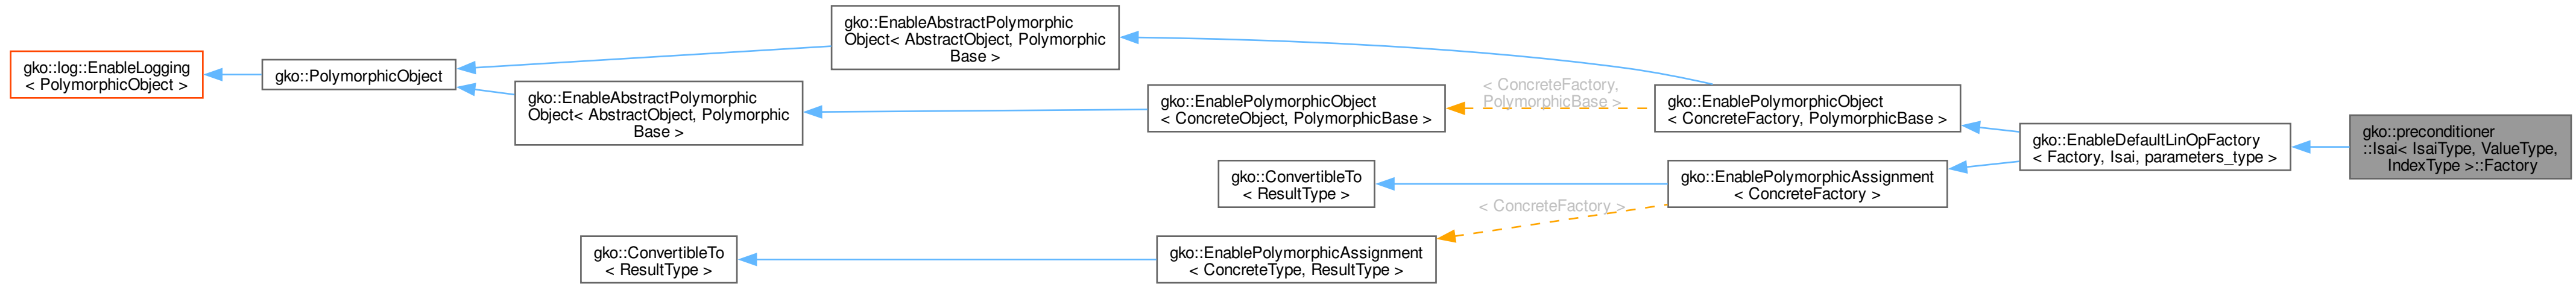 gko::log::EnableLogging
< PolymorphicObject >
gko::PolymorphicObject
gko::EnableAbstractPolymorphic
Object< AbstractObject, Polymorphic
Base >
gko::EnableAbstractPolymorphic
Object< AbstractObject, Polymorphic
Base >
gko::EnablePolymorphicObject
< ConcreteObject, PolymorphicBase >
< ConcreteFactory,
PolymorphicBase >
gko::EnablePolymorphicObject
< ConcreteFactory, PolymorphicBase >
gko::ConvertibleTo
< ResultType >
gko::EnablePolymorphicAssignment
< ConcreteFactory >
< ConcreteFactory >
gko::ConvertibleTo
< ResultType >
gko::EnablePolymorphicAssignment
< ConcreteType, ResultType >
gko::EnableDefaultLinOpFactory
< Factory, Isai, parameters_type >
gko::preconditioner
::Isai< IsaiType, ValueType,
IndexType >::Factory